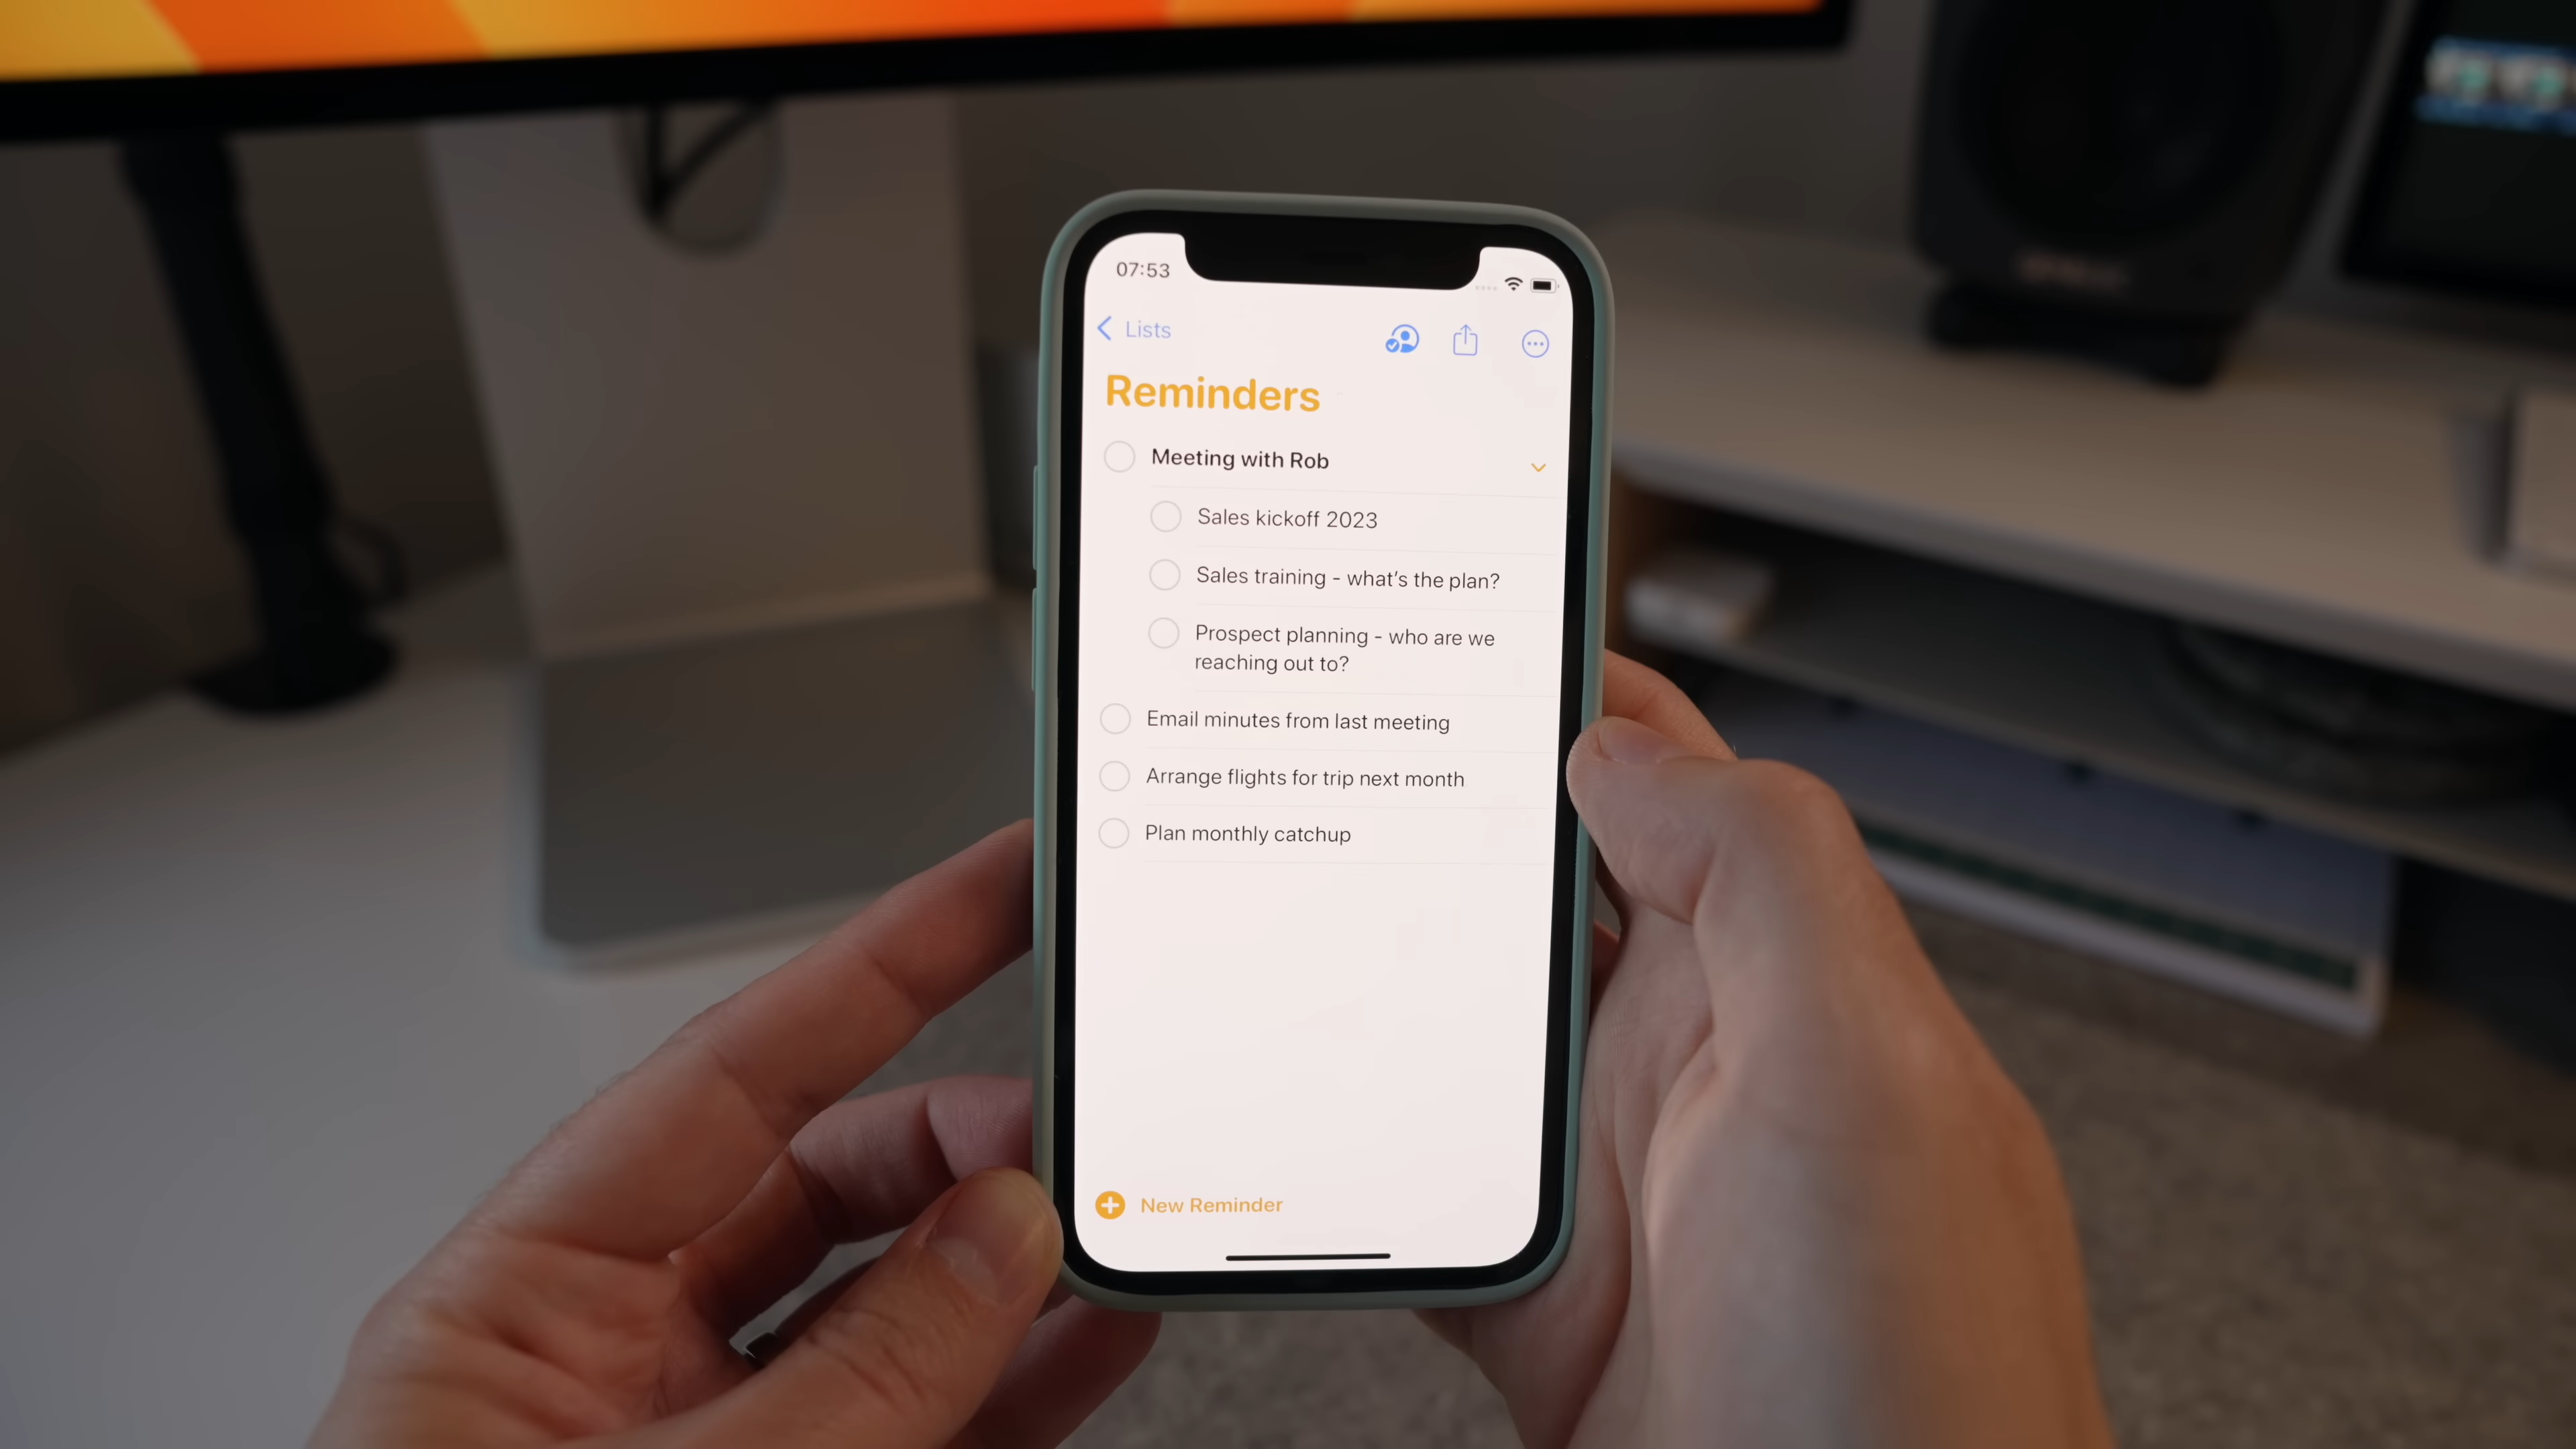 07:53
Lists
Reminders
Meeting with Rob
Sales kickoff 2023
Sales training - what's the plan?
Prospect planning - who are we
reaching out to?
Email minutes from last meeting
Arrange flights for trip next month
Plan monthly catchup
New Reminder